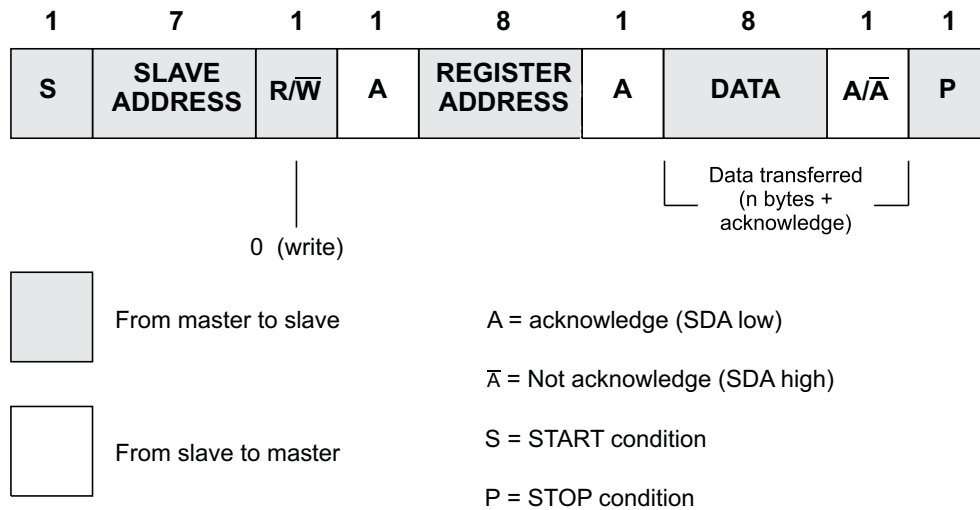 1 7 1 1 8 1 8 1 1
S SLAVE ADDRESS R/W̅ A REGISTER ADDRESS A DATA A/A̅ P
Data transferred
(n bytes +
acknowledge)
0 (write)
From master to slave
A = acknowledge (SDA low)
A̅ = Not acknowledge (SDA high)
From slave to master
S = START condition
P = STOP condition